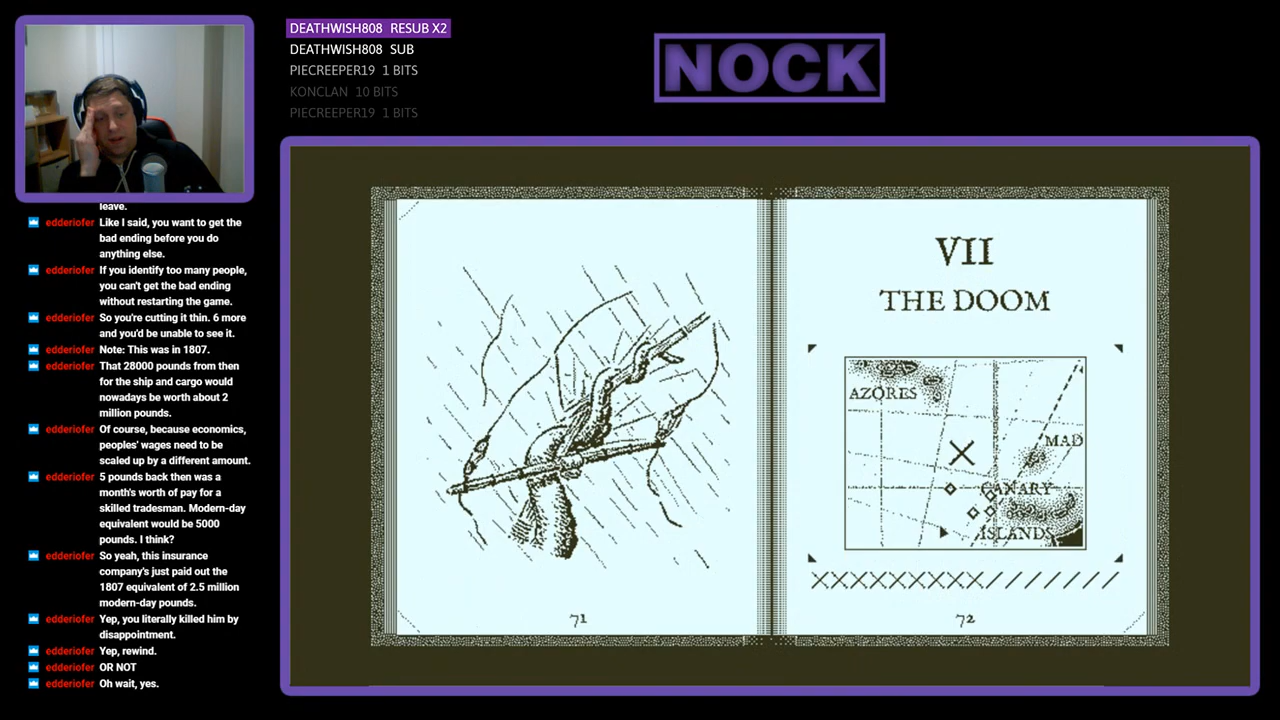 DEATHWISH808 RESUB X2
DEATHWISH808 SUB
PIECREEPER19 1 BITS
KONCLAN 10 BITS
PIECREEPER19 1 BITS
NOCK
leave.
edderiofer Like I said, you want to get the
bad ending before you do
anything else.
edderiofer If you identify too many people,
you can't get the bad ending
without restarting the game.
edderiofer So you're cutting it thin. 6 more
and you'd be unable to see it.
edderiofer Note: This was in 1807.
edderiofer That 28000 pounds from then
for the ship and cargo would
nowadays be worth about 2
million pounds.
edderiofer Of course, because economics,
peoples' wages need to be
scaled up by a different amount.
edderiofer 5 pounds back then was a
month's worth of pay for a
skilled tradesman. Modern-day
equivalent would be 5000
pounds. I think?
edderiofer So yeah, this insurance
company's just paid out the
1807 equivalent of 2.5 million
modern-day pounds.
edderiofer Yep, you literally killed him by
disappointment.
edderiofer Yep, rewind.
edderiofer OR NOT
edderiofer Oh wait, yes.
71
VII
THE DOOM
AZORES
MAD
CANARY
ISLANDS
72